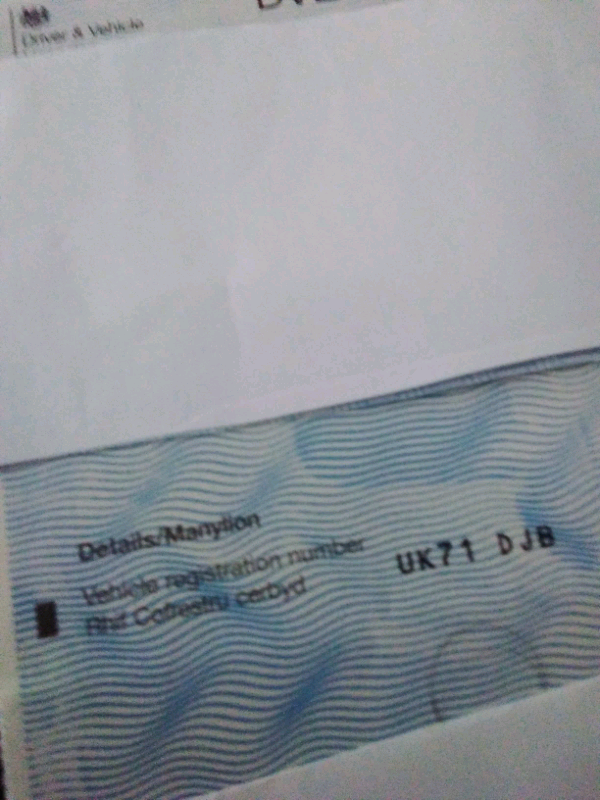 Driver & Vehicle
Details/Manylion
Vehicle registration number
Rhif Cofrestru cerbyd
UK71 DJB